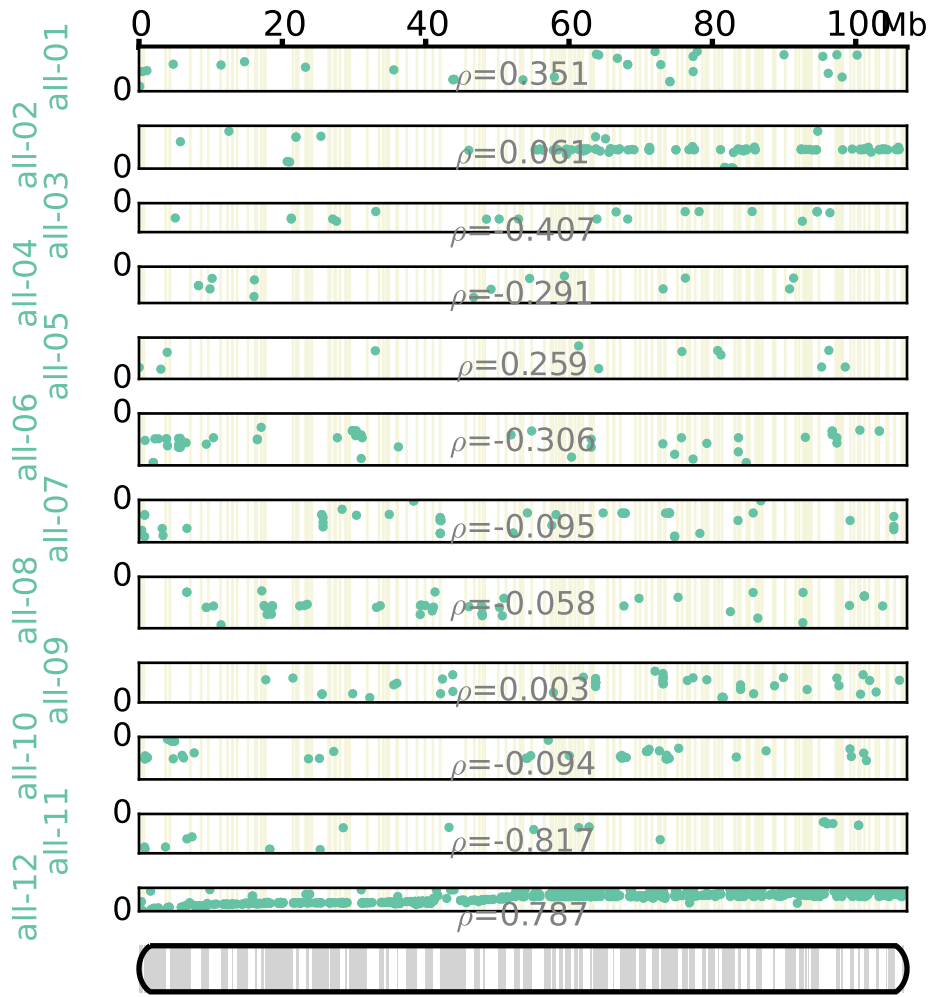 0 20 40 60 80 100 Mb
all-01 0 ρ=0.351
all-02 0 ρ=0.061
all-03 0 ρ=-0.407
all-04 0 ρ=-0.291
all-05 0 ρ=0.259
all-06 0 ρ=-0.306
all-07 0 ρ=-0.095
all-08 0 ρ=-0.058
all-09 0 ρ=0.003
all-10 0 ρ=-0.094
all-11 0 ρ=-0.817
all-12 0 ρ=0.787